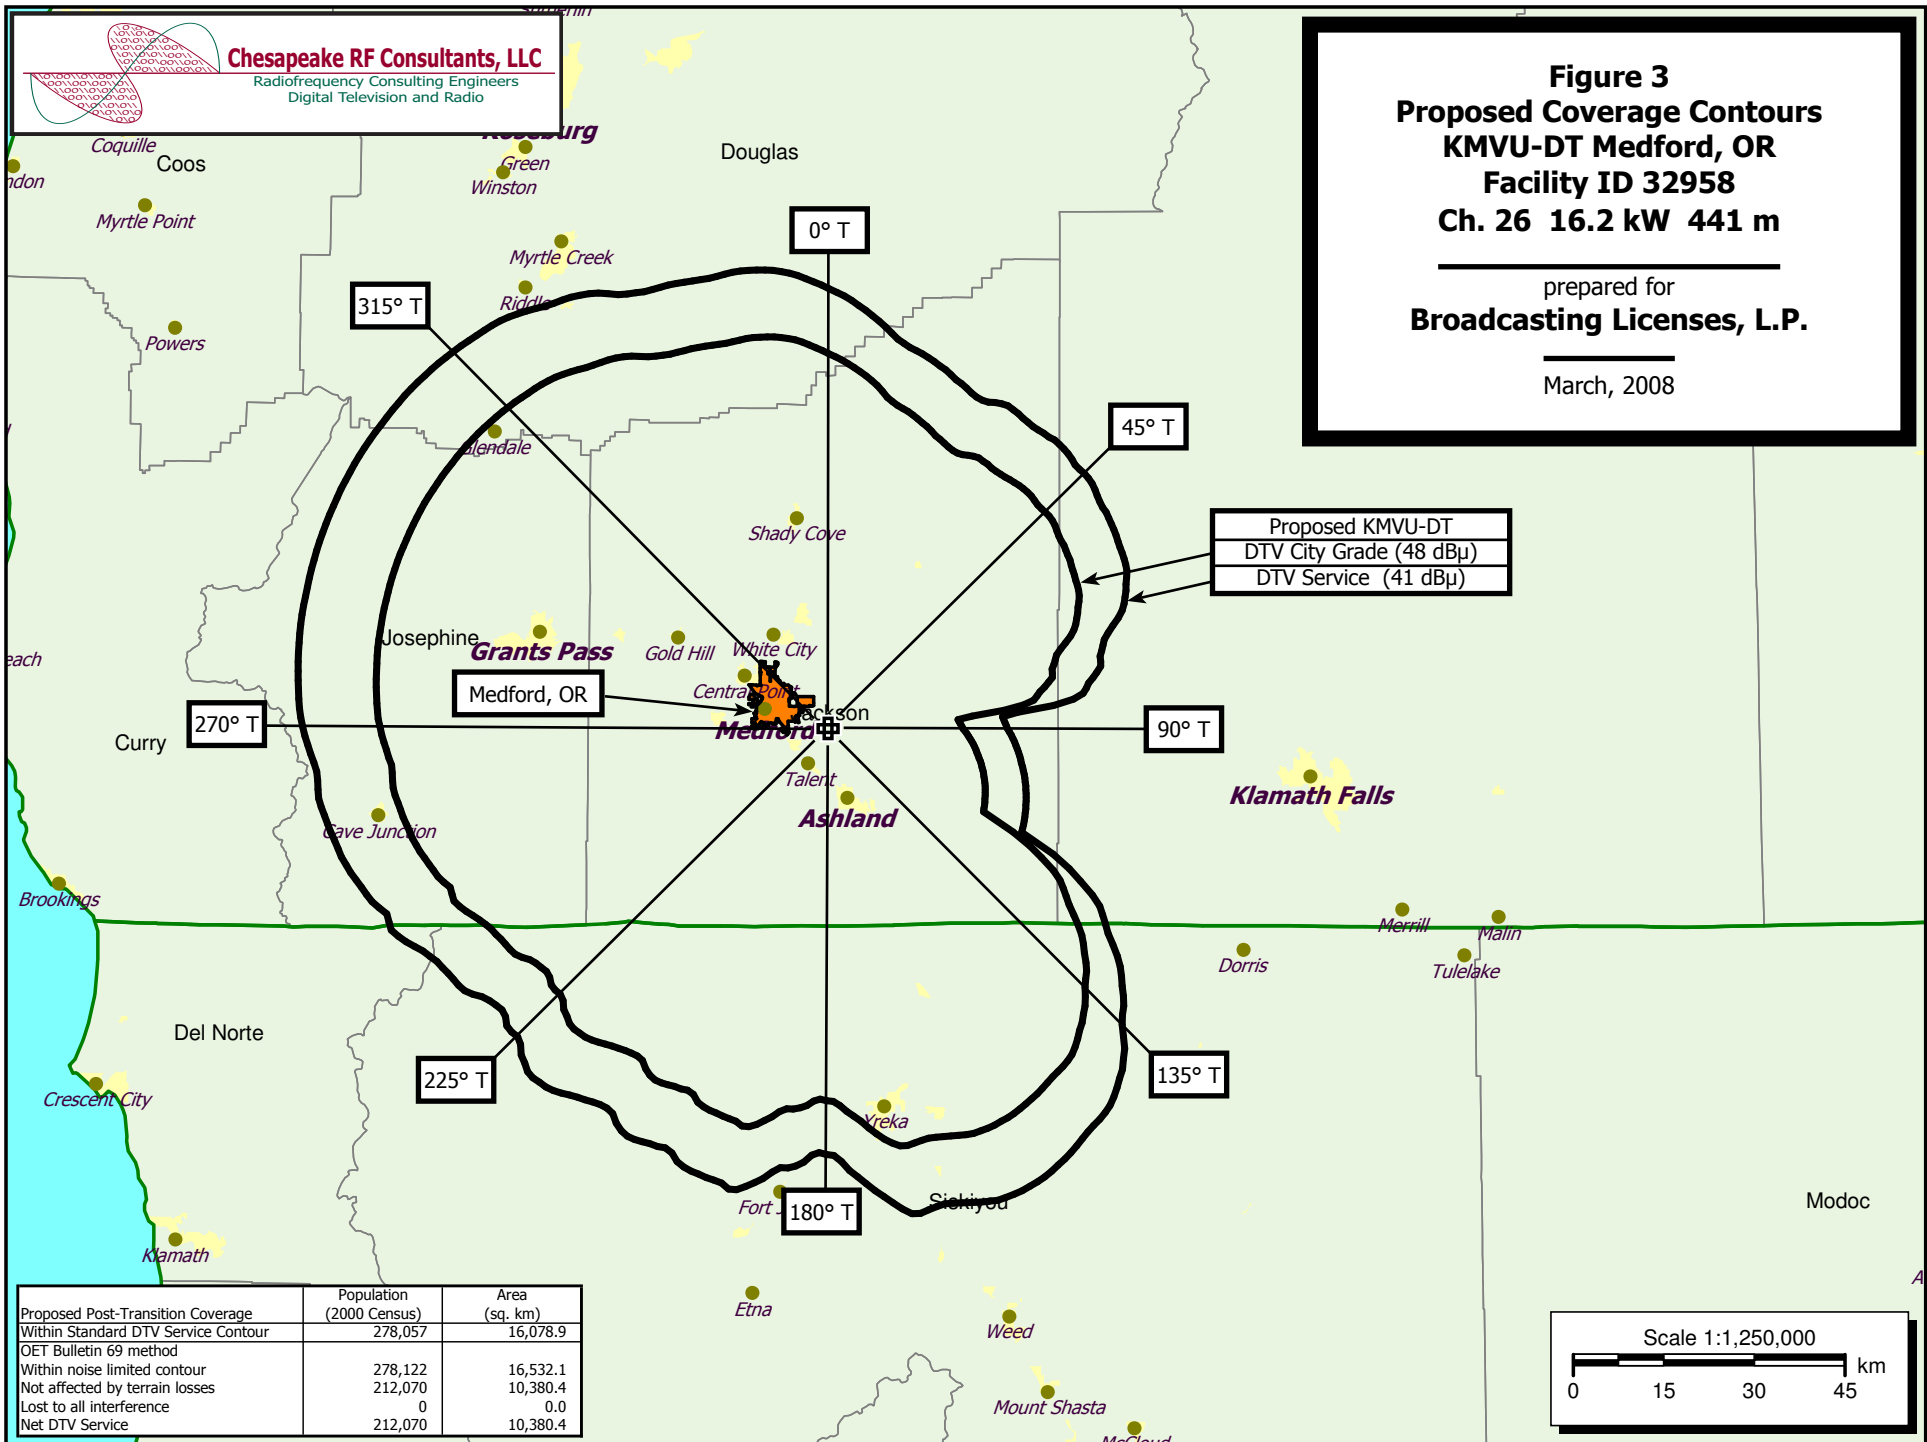 Chesapeake RF Consultants, LLC
Radiofrequency Consulting Engineers
Digital Television and Radio
Figure 3
Proposed Coverage Contours
KMVU-DT Medford, OR
Facility ID 32958
Ch. 26 16.2 kW 441 m
prepared for
Broadcasting Licenses, L.P.
March, 2008
Coquille
Coos
Myrtle Point
Powers
Green
Winston
Douglas
Myrtle Creek
Riddle
0° T
315° T
45° T
Glendale
Shady Cove
Proposed KMVU-DT
DTV City Grade (48 dBµ)
DTV Service (41 dBµ)
Josephine
Grants Pass
Gold Hill
White City
Central Point
Medford, OR
Jackson
Medford
270° T
90° T
Curry
Talent
Ashland
Klamath Falls
Cave Junction
Brookings
Merrill
Malin
Dorris
Tulelake
Del Norte
225° T
135° T
Crescent City
Yreka
Fort J
180° T
Siskiyou
Modoc
Klamath
Etna
Weed
Mount Shasta
McCloud
Proposed Post-Transition Coverage Population (2000 Census) Area (sq. km)
Within Standard DTV Service Contour 278,057 16,078.9
OET Bulletin 69 method
Within noise limited contour 278,122 16,532.1
Not affected by terrain losses 212,070 10,380.4
Lost to all interference 0 0.0
Net DTV Service 212,070 10,380.4
Scale 1:1,250,000
km
0 15 30 45